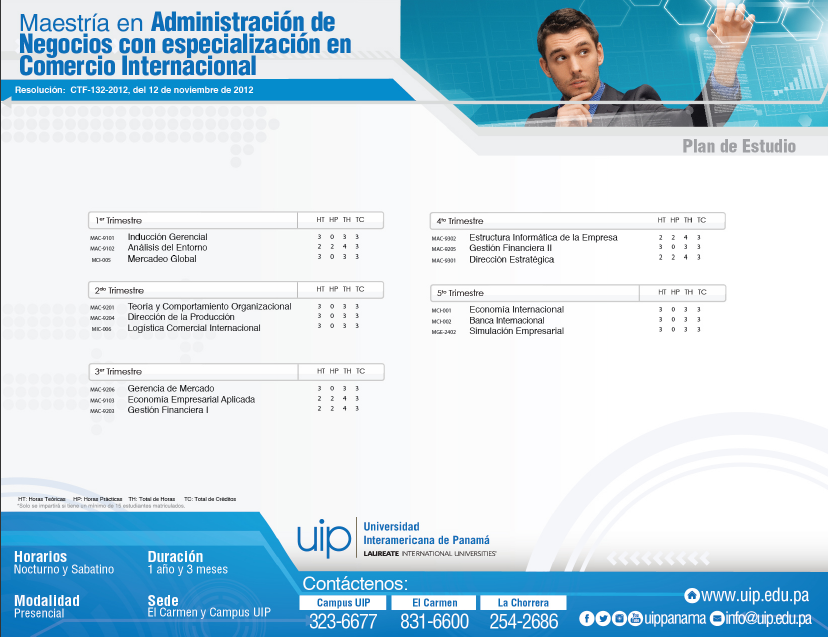 Maestría en Administración de
Negocios con especialización en
Comercio Internacional
Resolución: CTF-132-2012, del 12 de noviembre de 2012
Plan de Estudio
1er Trimestre HT HP TH TC
MAC-9101 Inducción Gerencial 3 0 3 3
MAC-9102 Análisis del Entorno 2 2 4 3
MCI-005 Mercadeo Global 3 0 3 3
2do Trimestre HT HP TH TC
MAC-9201 Teoría y Comportamiento Organizacional 3 0 3 3
MAC-9204 Dirección de la Producción 3 0 3 3
MIC-006 Logística Comercial Internacional 3 0 3 3
3er Trimestre HT HP TH TC
MAC-9206 Gerencia de Mercado 3 0 3 3
MAC-9103 Economía Empresarial Aplicada 2 2 4 3
MAC-9203 Gestión Financiera I 2 2 4 3
4to Trimestre HT HP TH TC
MAC-9302 Estructura Informática de la Empresa 2 2 4 3
MAC-9205 Gestión Financiera II 3 0 3 3
MAC-9301 Dirección Estratégica 2 2 4 3
5to Trimestre HT HP TH TC
MCI-001 Economía Internacional 3 0 3 3
MCI-002 Banca Internacional 3 0 3 3
MGE-2402 Simulación Empresarial 3 0 3 3
HT: Horas Teóricas HP: Horas Prácticas TH: Total de Horas TC: Total de Créditos
*Solo se impartirá si tiene un mínimo de 15 estudiantes matriculados.
Horarios
Nocturno y Sabatino
Duración
1 año y 3 meses
Modalidad
Presencial
Sede
El Carmen y Campus UIP
uip
Universidad
Interamericana de Panamá
LAUREATE INTERNATIONAL UNIVERSITIES
Contáctenos:
Campus UIP El Carmen La Chorrera
323-6677 831-6600 254-2686
www.uip.edu.pa
uippanama info@uip.edu.pa